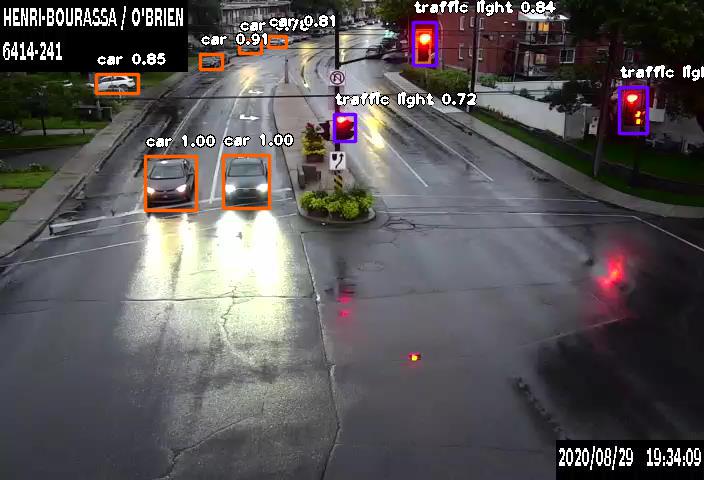 HENRI-BOURASSA / O'BRIEN
6414-241
traffic light 0.84
car 0.81
car 0.91
car 0.85
traffic light 0.72
car 1.00
car 1.00
2020/08/29 19:34:09